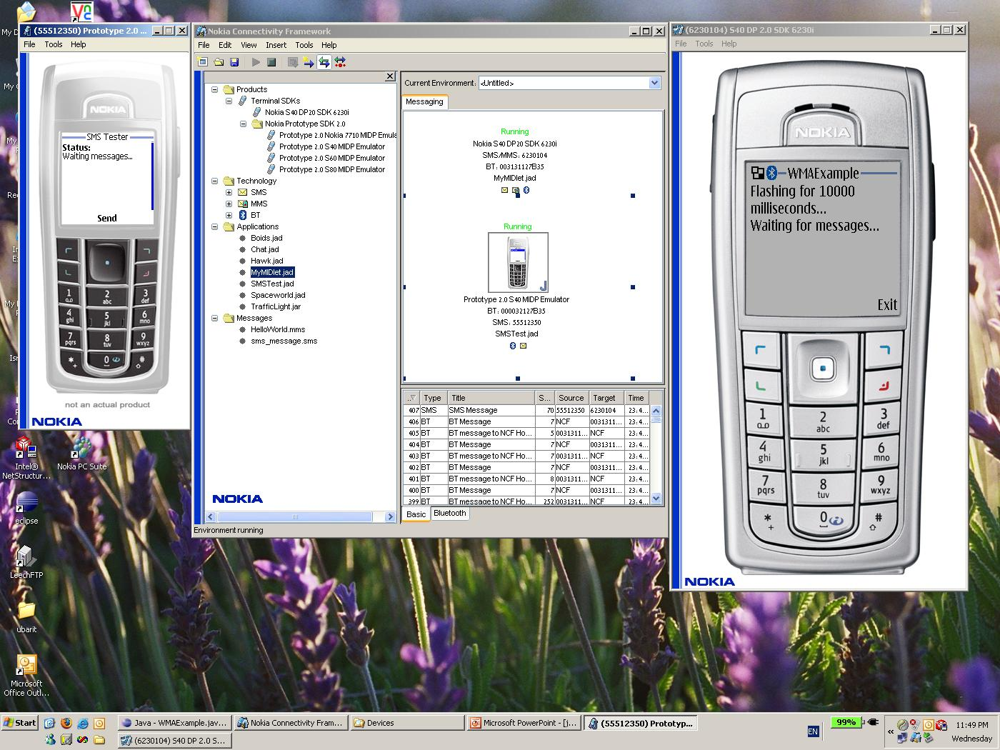 (55512350) Prototype 2.0 ...
File Tools Help
NOKIA
SMS Tester
Status:
Waiting messages...
Send
1
2 abc
3 def
4 ghi
5 jkl
6 mno
7 pqrs
8 tuv
9 wxyz
* +
0
#
not an actual product
NOKIA
Nokia Connectivity Framework
File Edit View Insert Tools Help
Products
Terminal SDKs
Nokia S40 DP20 SDK 6230i
Nokia Prototype SDK 2.0
Prototype 2.0 Nokia 7710 MIDP Emula
Prototype 2.0 S40 MIDP Emulator
Prototype 2.0 S60 MIDP Emulator
Prototype 2.0 S80 MIDP Emulator
Technology
SMS
MMS
BT
Applications
Boids.jad
Chat.jad
Hawk.jad
MyMIDlet.jad
SMSTest.jad
Spaceworld.jad
TrafficLight.jar
Messages
HelloWorld.mms
sms_message.sms
NOKIA
Environment running
Current Environment: <Untitled>
Messaging
Running
Nokia S40 DP20 SDK 6230i
SMS/MMS: 6230104
BT: 003131127B35
MyMIDlet.jad
Running
Prototype 2.0 S40 MIDP Emulator
BT: 000032127B35
SMS: 55512350
SMSTest.jad
.. Type Title S... Source Target Time
407 SMS SMS Message 70 55512350 6230104 23:4...
406 BT BT Message 7 NCF 0031311... 23:4...
405 BT BT message to NCF Ho... 5 0031311... NCF 23:4...
404 BT BT Message 7 NCF 0031311... 23:4...
403 BT BT message to NCF Ho... 7 0031311... NCF 23:4...
402 BT BT Message 7 NCF 0031311... 23:4...
401 BT BT message to NCF Ho... 8 0031311... NCF 23:4...
400 BT BT Message 7 NCF 0031311... 23:4...
399 BT BT message to NCF Ho... 252 0031311... NCF 23:4...
Basic Bluetooth
(6230104) S40 DP 2.0 SDK 6230i
File Tools Help
NOKIA
WMAExample
Flashing for 10000
milliseconds...
Waiting for messages...
Exit
1
2 abc
3 def
4 ghi
5 jkl
6 mno
7 pqrs
8 tuv
9 wxyz
* +
0
#
NOKIA
Intel®
NetStructur...
Nokia PC Suite
eclipse
LeechFTP
ubarit
Microsoft
Office Outl...
Start
Java - WMAExample.jav...
Nokia Connectivity Fram...
Devices
Microsoft PowerPoint - [j...
(55512350) Prototyp...
(6230104) S40 DP 2.0 S...
EN
99%
11:49 PM
Wednesday